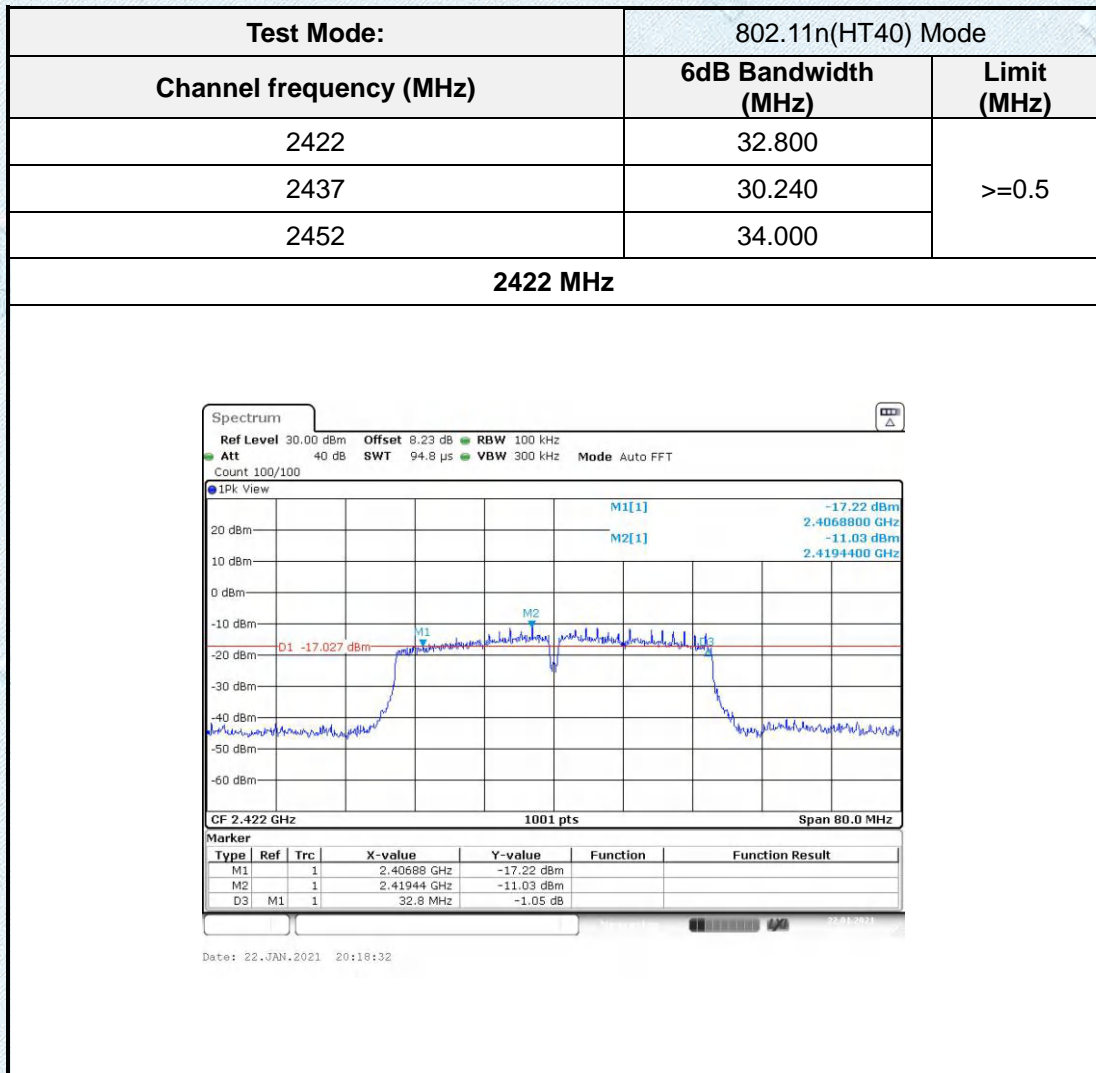 Test Mode: 802.11n(HT40) Mode
Channel frequency (MHz) 6dB Bandwidth (MHz) Limit (MHz)
2422 32.800
2437 30.240 >=0.5
2452 34.000
2422 MHz
Spectrum
Ref Level 30.00 dBm Offset 8.23 dB RBW 100 kHz
Att 40 dB SWT 94.8 µs VBW 300 kHz Mode Auto FFT
Count 100/100
1Pk View
M1[1] -17.22 dBm
2.4068800 GHz
20 dBm
M2[1] -11.03 dBm
2.4194400 GHz
10 dBm
0 dBm
M2
-10 dBm
M1
D3
D1 -17.027 dBm
-20 dBm
-30 dBm
-40 dBm
-50 dBm
-60 dBm
CF 2.422 GHz 1001 pts Span 80.0 MHz
Marker
Type Ref Trc X-value Y-value Function Function Result
M1 1 2.40688 GHz -17.22 dBm
M2 1 2.41944 GHz -11.03 dBm
D3 M1 1 32.8 MHz -1.05 dB
22.01.2021
Date: 22.JAN.2021 20:18:32